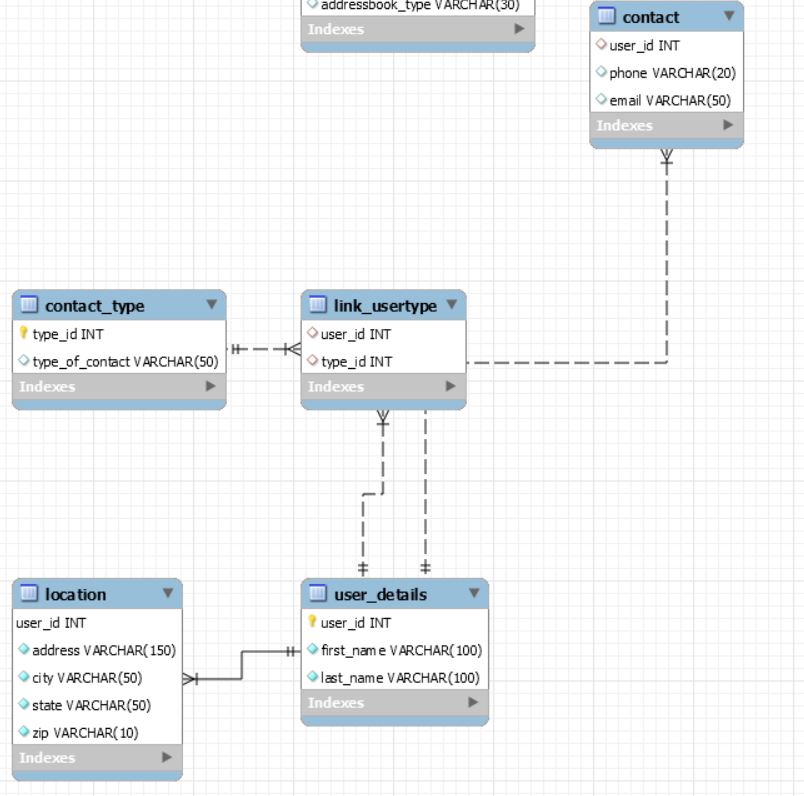 addressbook_type VARCHAR(30)
Indexes
contact
user_id INT
phone VARCHAR(20)
email VARCHAR(50)
Indexes
contact_type
type_id INT
type_of_contact VARCHAR(50)
Indexes
link_usertype
user_id INT
type_id INT
Indexes
location
user_id INT
address VARCHAR(150)
city VARCHAR(50)
state VARCHAR(50)
zip VARCHAR(10)
Indexes
user_details
user_id INT
first_name VARCHAR(100)
last_name VARCHAR(100)
Indexes